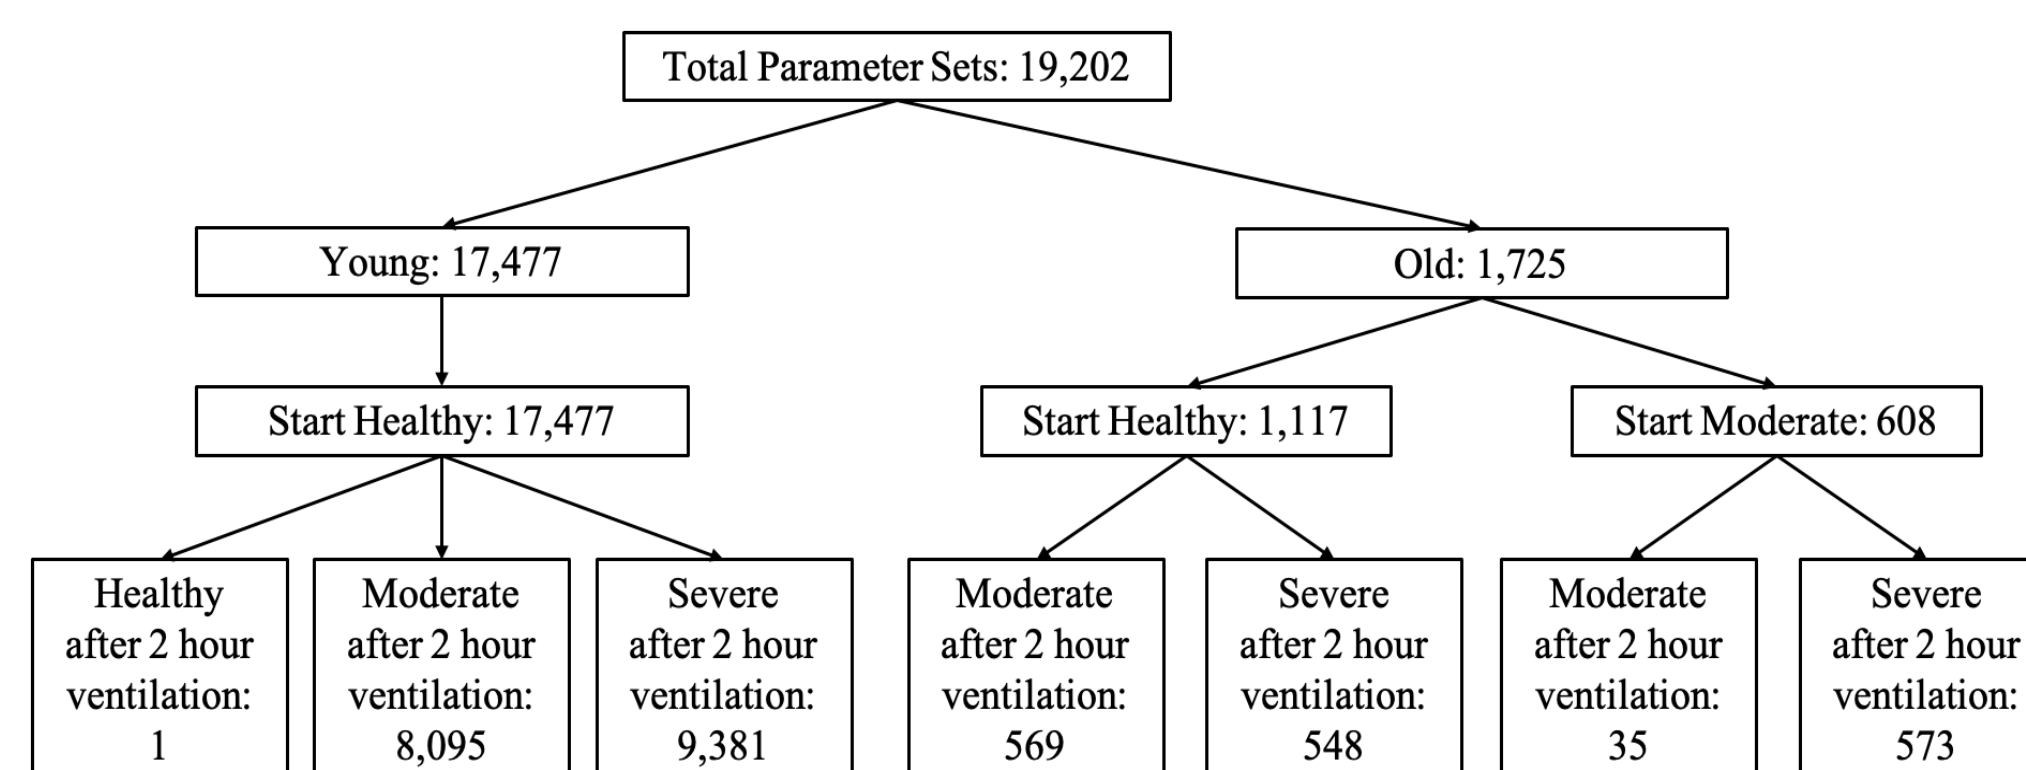 Total Parameter Sets: 19,202
Young: 17,477
Old: 1,725
Start Healthy: 17,477
Start Healthy: 1,117
Start Moderate: 608
Healthy
after 2 hour
ventilation:
1
Moderate
after 2 hour
ventilation:
8,095
Severe
after 2 hour
ventilation:
9,381
Moderate
after 2 hour
ventilation:
569
Severe
after 2 hour
ventilation:
548
Moderate
after 2 hour
ventilation:
35
Severe
after 2 hour
ventilation:
573